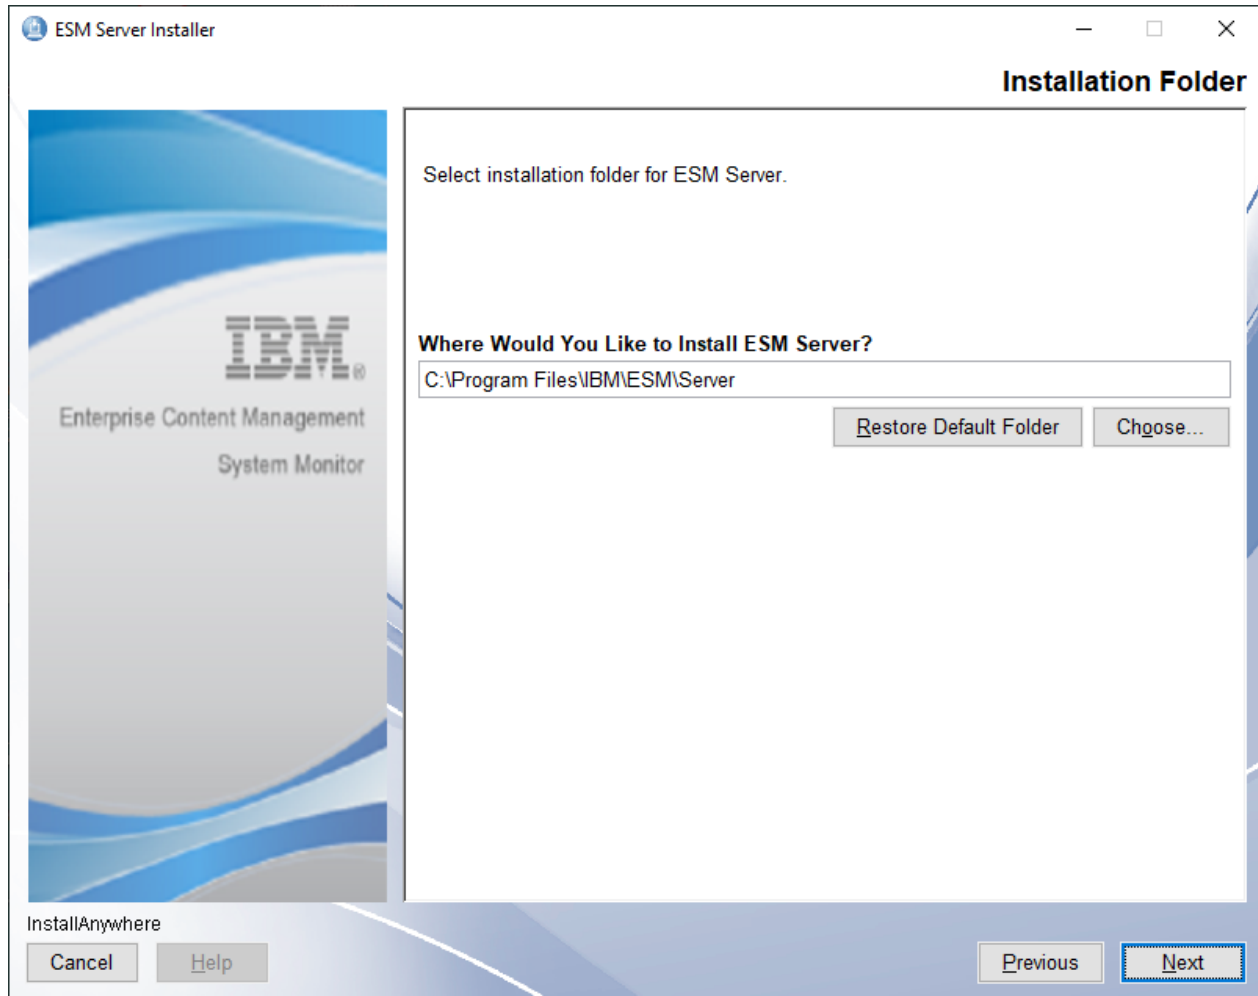 ESM Server Installer
Installation Folder
Select installation folder for ESM Server.
IBM®
Enterprise Content Management
System Monitor
Where Would You Like to Install ESM Server?
C:\Program Files\IBM\ESM\Server
Restore Default Folder
Choose...
InstallAnywhere
Cancel
Help
Previous
Next